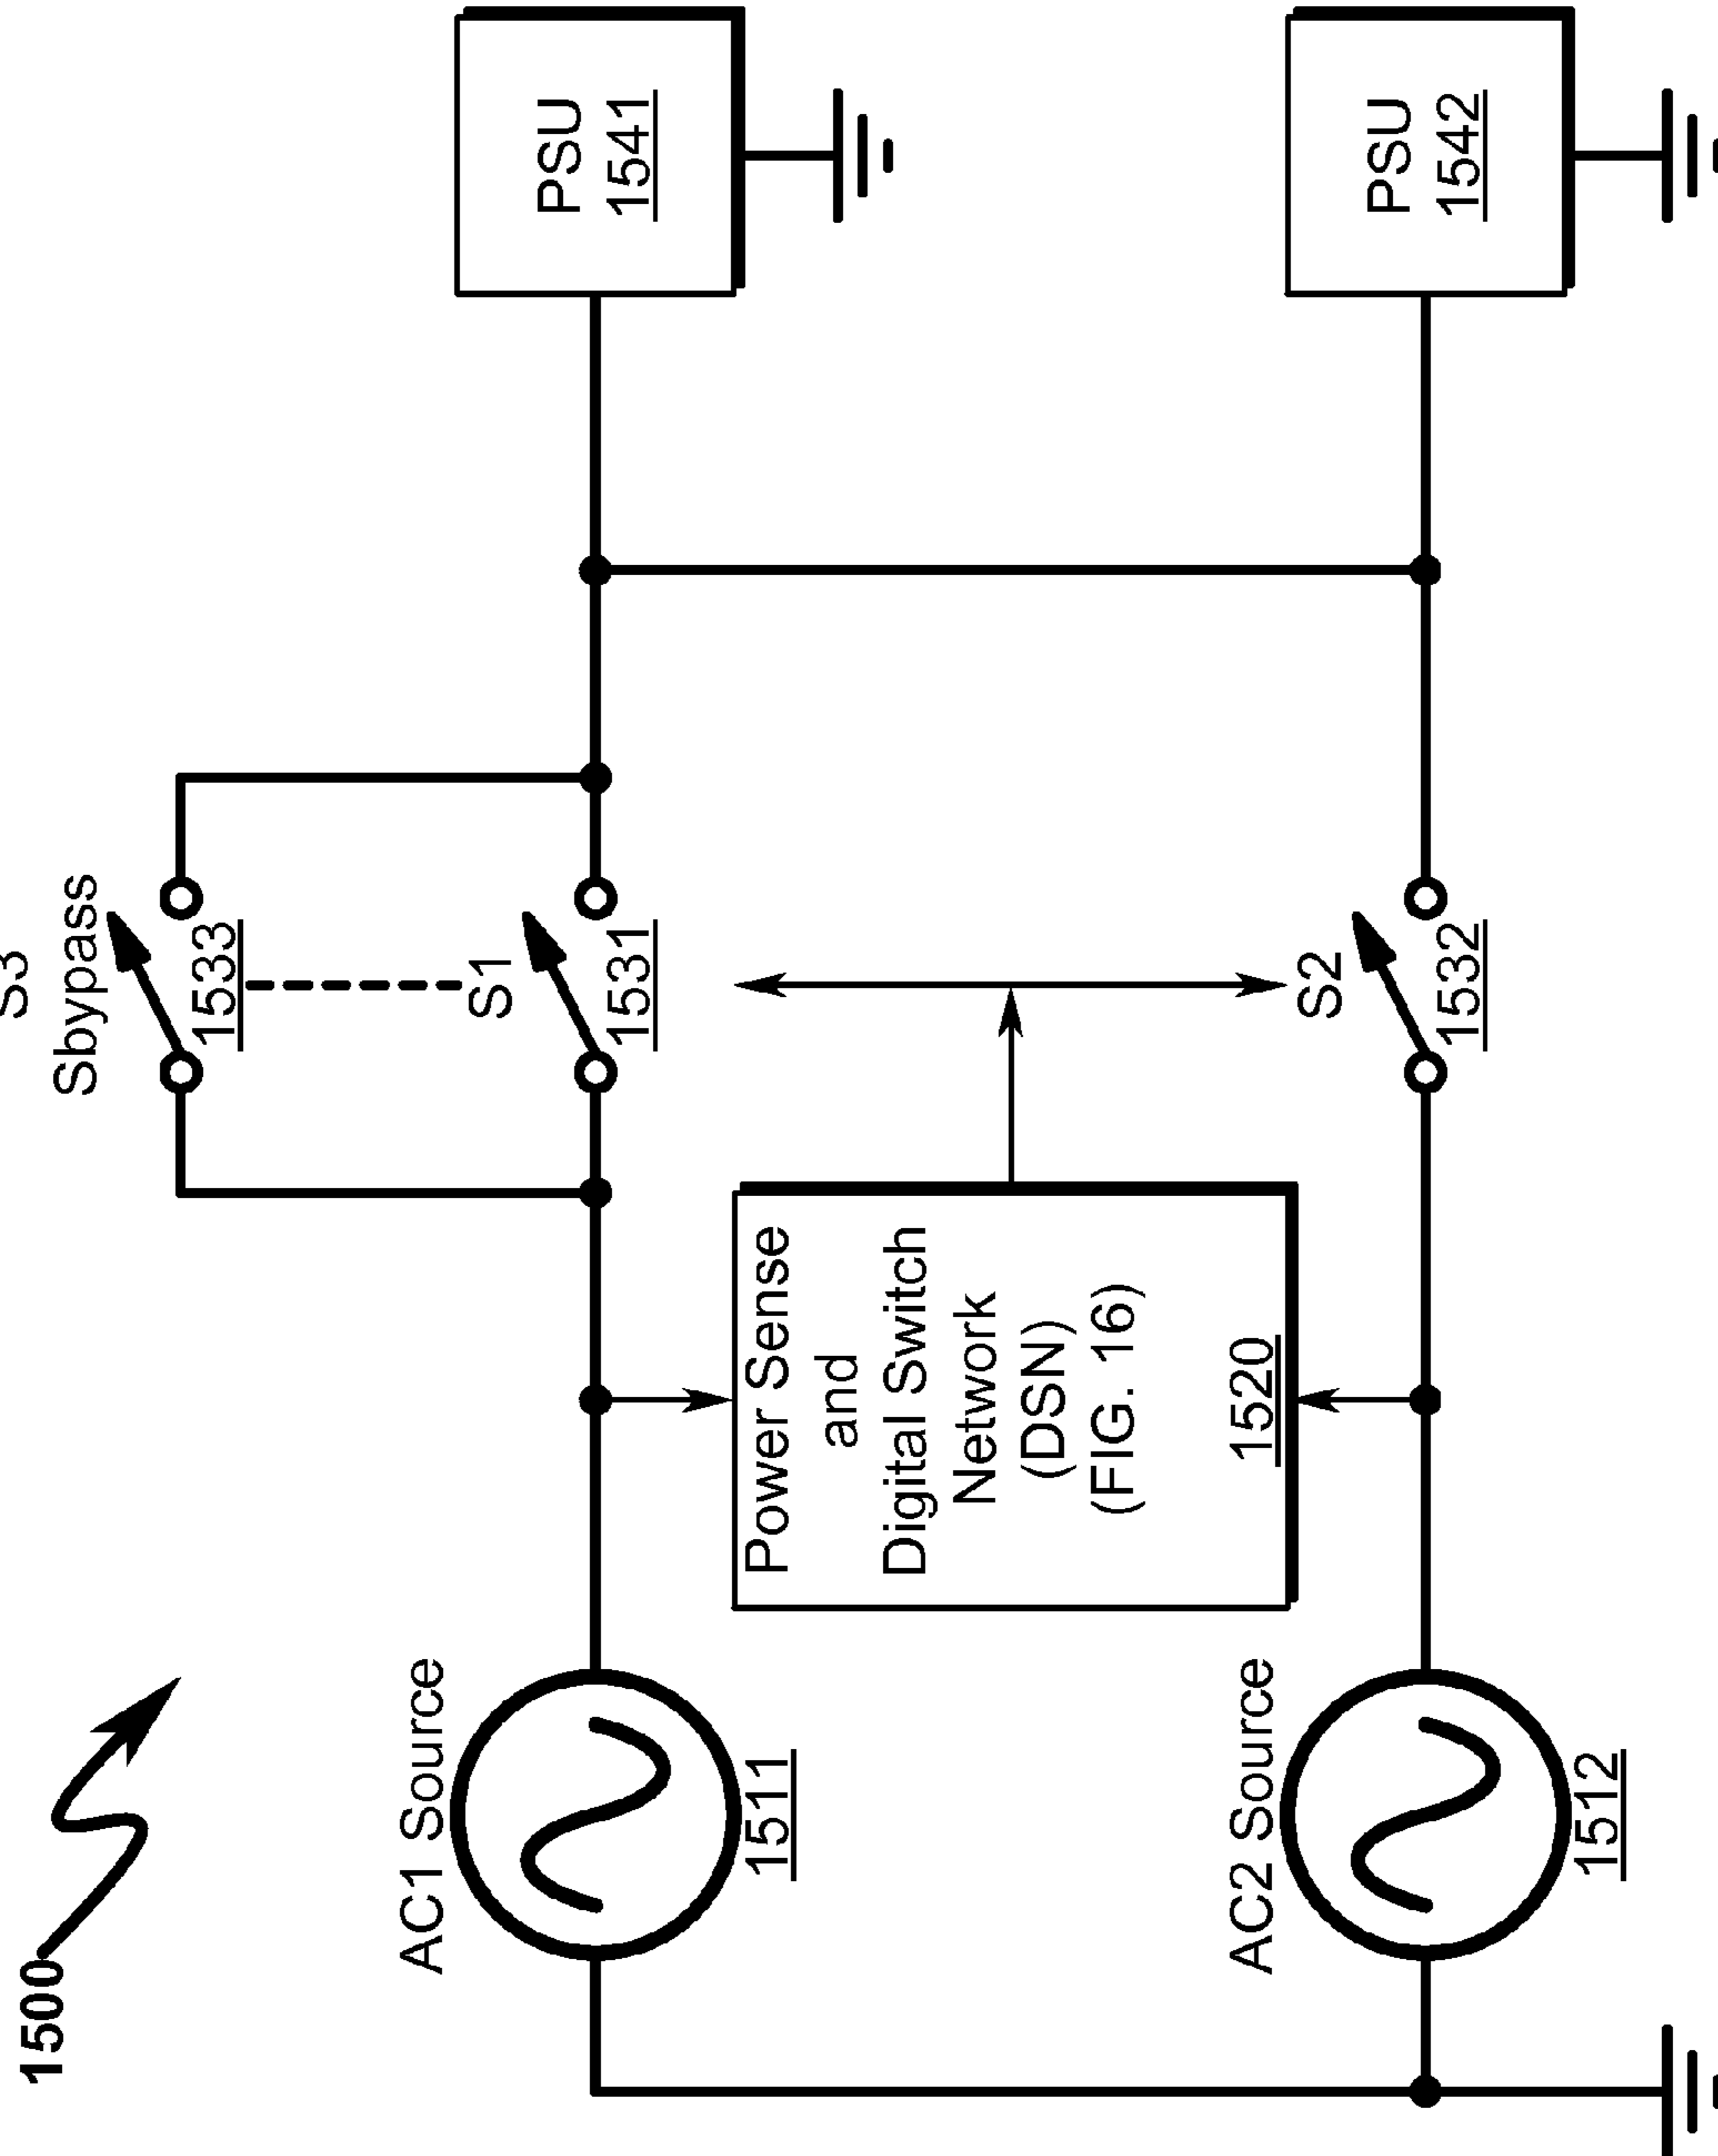 1500
S3
Sbypass
1533
AC1 Source
1511
S1
1531
PSU
1541
Power Sense
and
Digital Switch
Network
(DSN)
(FIG. 16)
1520
AC2 Source
1512
S2
1532
PSU
1542